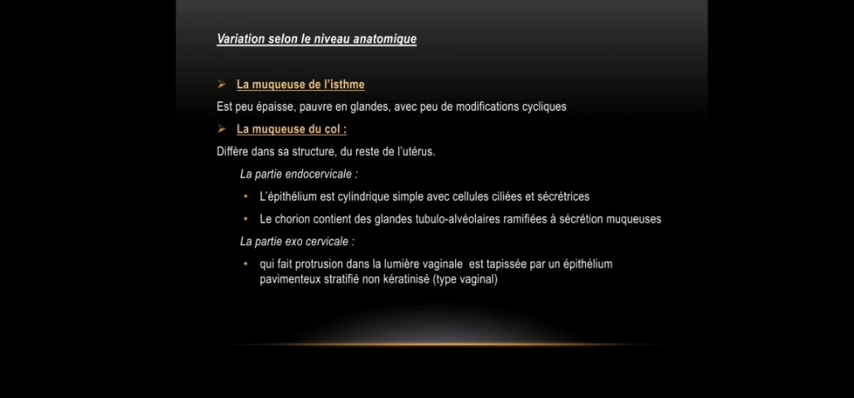 Variation selon le niveau anatomique
➢ La muqueuse de l'isthme
Est peu épaisse, pauvre en glandes, avec peu de modifications cycliques
➢ La muqueuse du col :
Diffère dans sa structure, du reste de l'utérus.
La partie endocervicale :
• L'épithélium est cylindrique simple avec cellules ciliées et sécrétrices
• Le chorion contient des glandes tubulo-alvéolaires ramifiées à sécrétion muqueuses
La partie exo cervicale :
• qui fait protrusion dans la lumière vaginale est tapissée par un épithélium
pavimenteux stratifié non kératinisé (type vaginal)